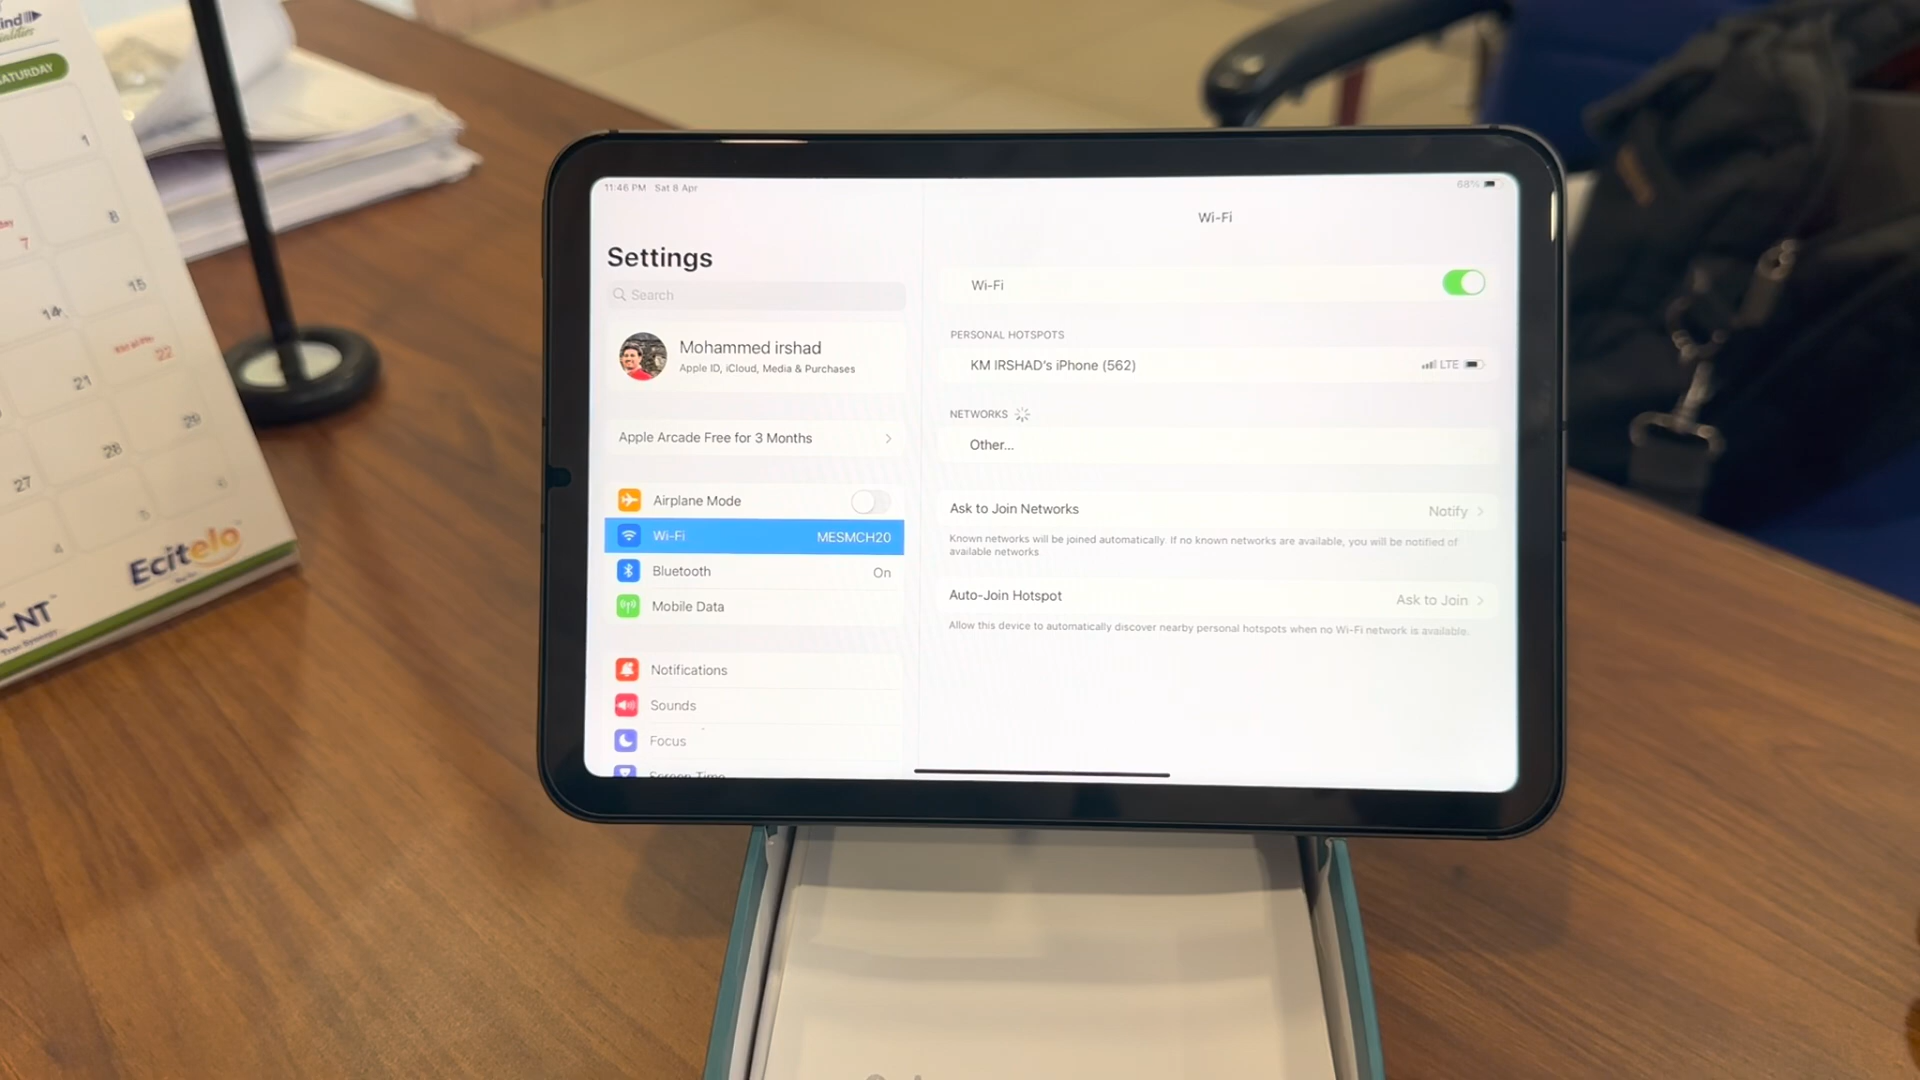 ind
SATURDAY
1
8
7
15
14
22
21
29
28
27
6
5
4
Ecitelo
A-NT
11:46 PM Sat 8 Apr
68%
Settings
Search
Mohammed irshad
Apple ID, iCloud, Media & Purchases
Apple Arcade Free for 3 Months
Airplane Mode
Wi-Fi MESMCH20
Bluetooth On
Mobile Data
Notifications
Sounds
Focus
Screen Time
Wi-Fi
Wi-Fi
PERSONAL HOTSPOTS
KM IRSHAD's iPhone (562) LTE
NETWORKS
Other...
Ask to Join Networks Notify
Known networks will be joined automatically. If no known networks are available, you will be notified of
available networks
Auto-Join Hotspot Ask to Join
Allow this device to automatically discover nearby personal hotspots when no Wi-Fi network is available.